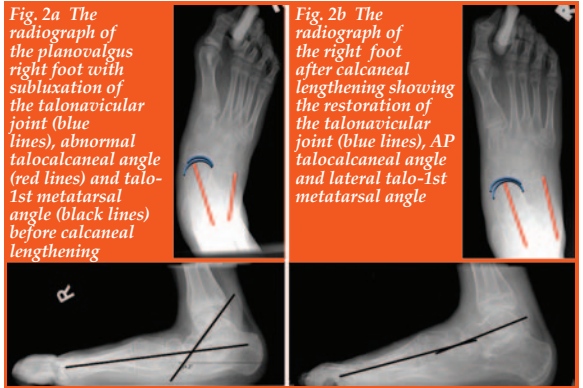 Fig. 2a The
radiograph of
the planovalgus
right foot with
subluxation of
the talonavicular
joint (blue
lines), abnormal
talocalcaneal angle
(red lines) and talo-
1st metatarsal
angle (black lines)
before calcaneal
lengthening
R
Fig. 2b The
radiograph of
the right foot
after calcaneal
lengthening showing
the restoration of
the talonavicular
joint (blue lines), AP
talocalcaneal angle
and lateral talo-1st
metatarsal angle
R